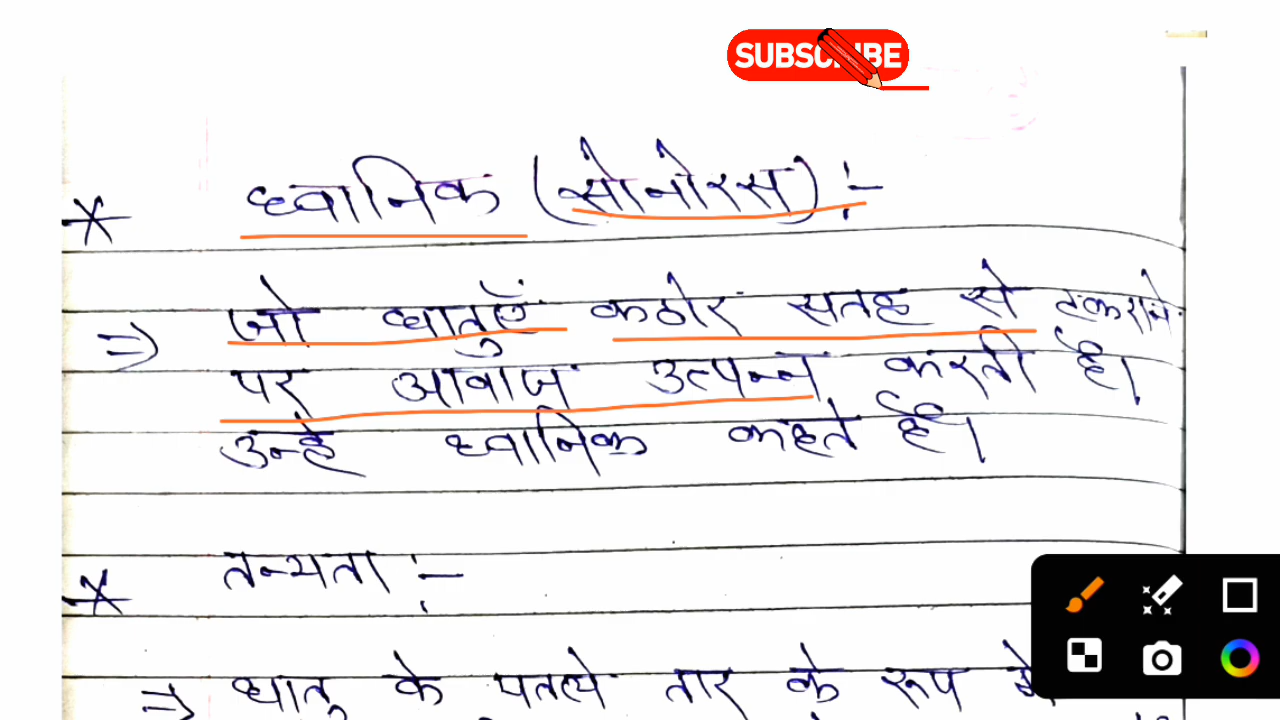 SUBSCRIBE
* ध्वानिक (सोनोरस) :-
⇒ जो धातुएँ कठोर सतह से टकराने
पर आवाज उत्पन्न करती है।
उन्हे ध्वानिक कहते है।
* तन्यता :-
⇒ धातु के पतले तार के रूप मे